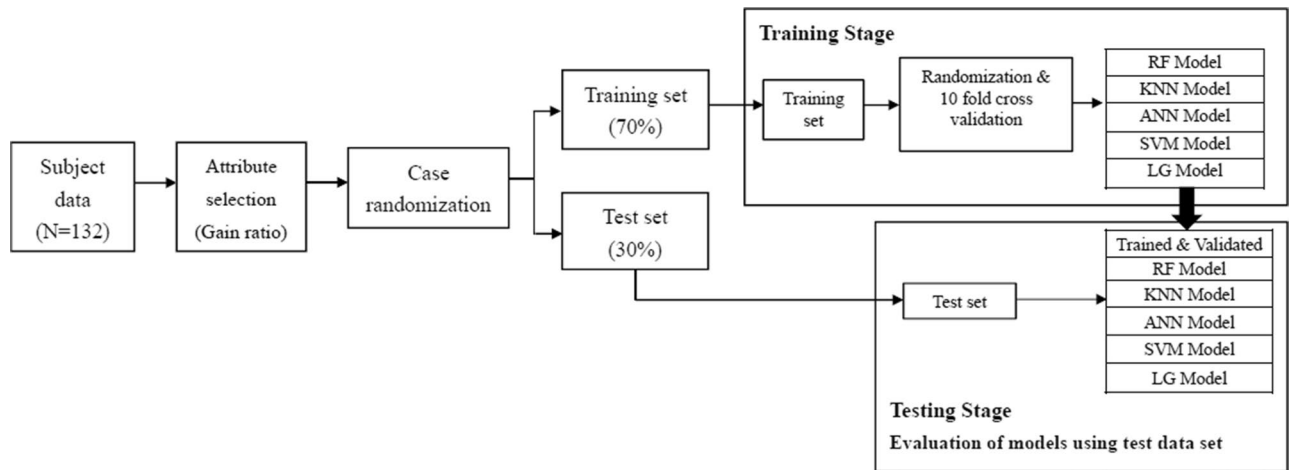 Subject
data
(N=132)
Attribute
selection
(Gain ratio)
Case
randomization
Training set
(70%)
Test set
(30%)
Training Stage
Training
set
Randomization &
10 fold cross
validation
RF Model
KNN Model
ANN Model
SVM Model
LG Model
Trained & Validated
RF Model
KNN Model
ANN Model
SVM Model
LG Model
Test set
Testing Stage
Evaluation of models using test data set